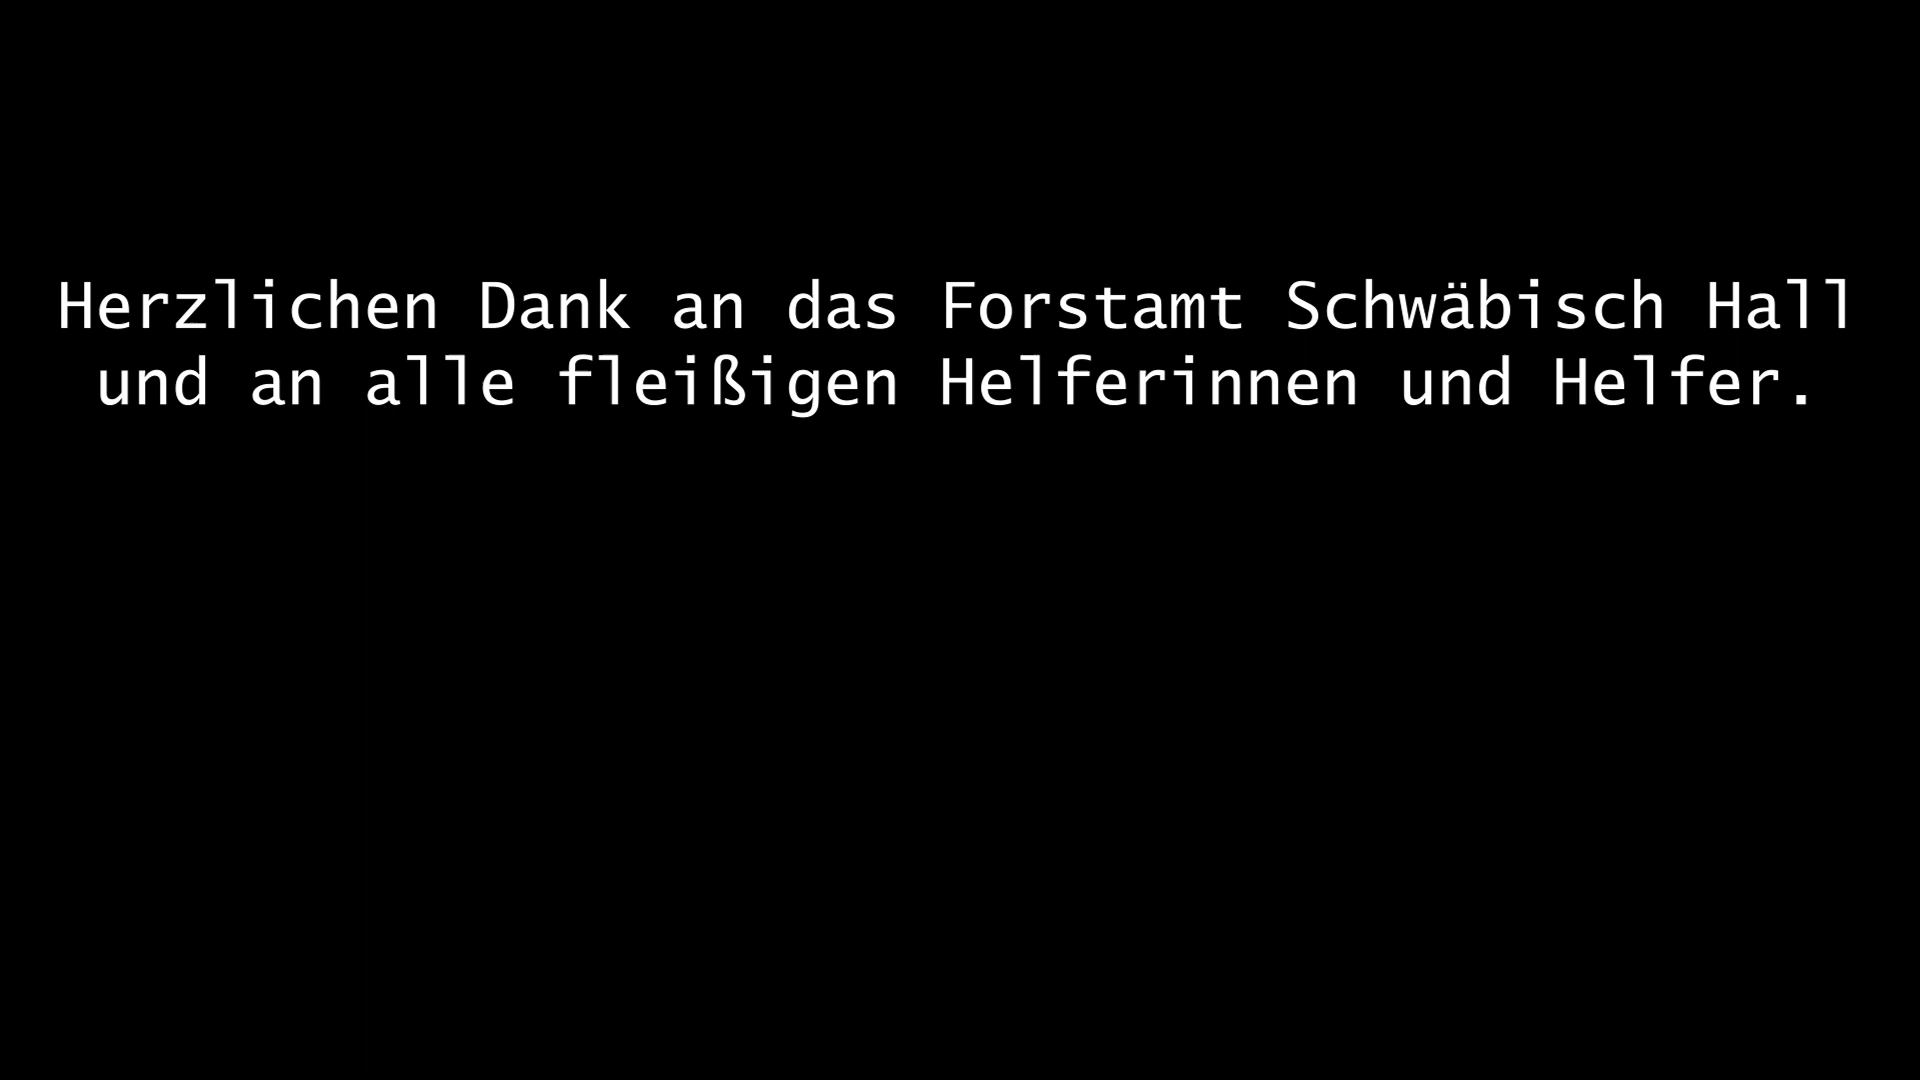 Herzlichen Dank an das Forstamt Schwäbisch Hall
und an alle fleißigen Helferinnen und Helfer.